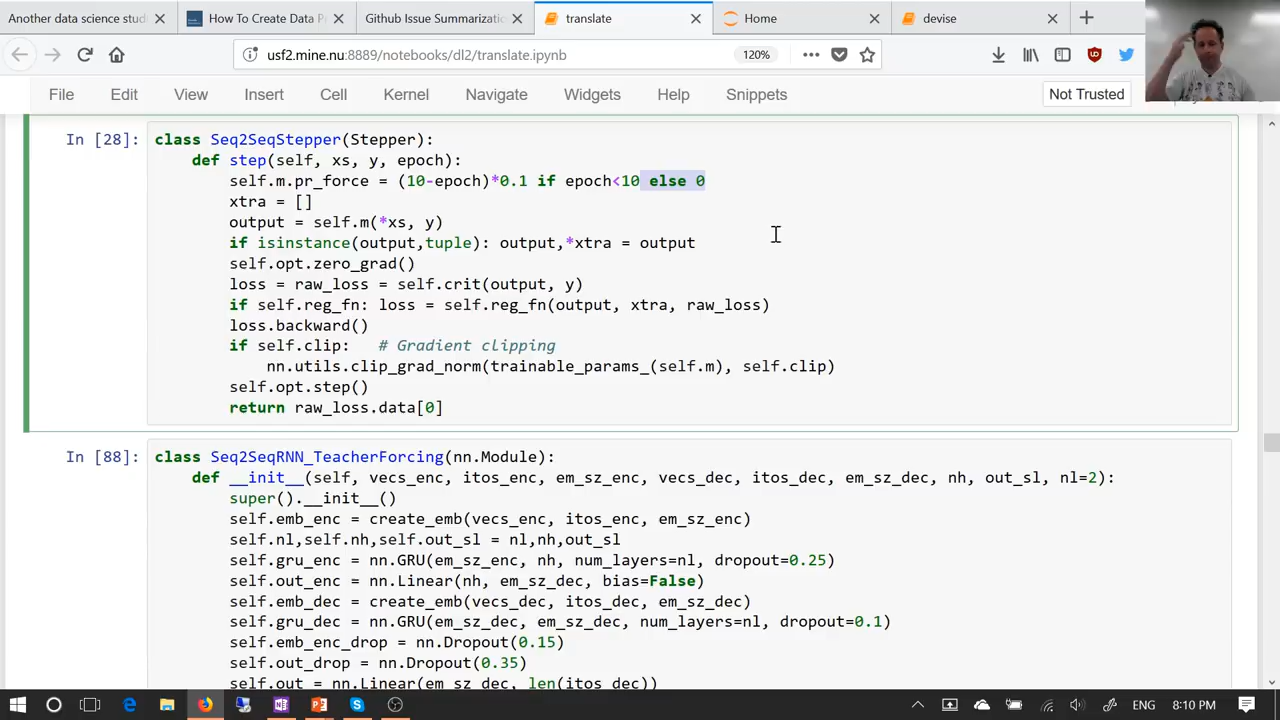 Another data science stud
How To Create Data P
Github Issue Summarizatio
translate
Home
devise
usf2.mine.nu:8889/notebooks/dl2/translate.ipynb
120%
File Edit View Insert Cell Kernel Navigate Widgets Help Snippets
Not Trusted
In [28]:
class Seq2SeqStepper(Stepper):
def step(self, xs, y, epoch):
self.m.pr_force = (10-epoch)*0.1 if epoch<10 else 0
xtra = []
output = self.m(*xs, y)
if isinstance(output,tuple): output,*xtra = output
self.opt.zero_grad()
loss = raw_loss = self.crit(output, y)
if self.reg_fn: loss = self.reg_fn(output, xtra, raw_loss)
loss.backward()
if self.clip:   # Gradient clipping
nn.utils.clip_grad_norm(trainable_params_(self.m), self.clip)
self.opt.step()
return raw_loss.data[0]
In [88]:
class Seq2SeqRNN_TeacherForcing(nn.Module):
def __init__(self, vecs_enc, itos_enc, em_sz_enc, vecs_dec, itos_dec, em_sz_dec, nh, out_sl, nl=2):
super().__init__()
self.emb_enc = create_emb(vecs_enc, itos_enc, em_sz_enc)
self.nl,self.nh,self.out_sl = nl,nh,out_sl
self.gru_enc = nn.GRU(em_sz_enc, nh, num_layers=nl, dropout=0.25)
self.out_enc = nn.Linear(nh, em_sz_dec, bias=False)
self.emb_dec = create_emb(vecs_dec, itos_dec, em_sz_dec)
self.gru_dec = nn.GRU(em_sz_dec, em_sz_dec, num_layers=nl, dropout=0.1)
self.emb_enc_drop = nn.Dropout(0.15)
self.out_drop = nn.Dropout(0.35)
self.out = nn.Linear(em_sz_dec, len(itos_dec))
ENG
8:10 PM